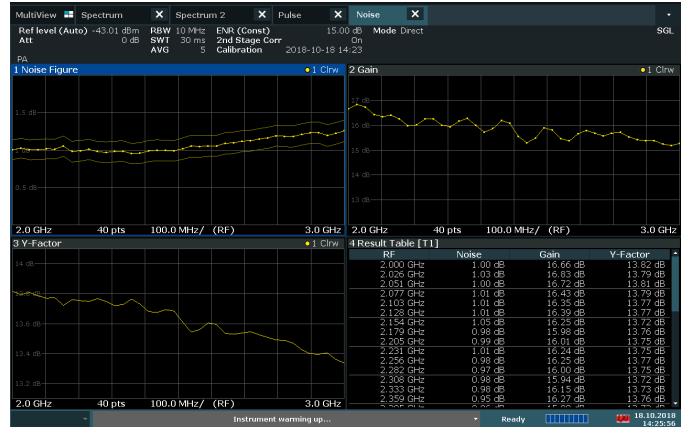 MultiView Spectrum X Spectrum 2 X Pulse X Noise X
Ref level (Auto) -43.01 dBm RBW 10 MHz ENR (Const) 15.00 dB Mode Direct SGL
Att 0 dB SWT 30 ms 2nd Stage Corr On
AVG 5 Calibration 2018-10-18 14:23
PA
1 Noise Figure 1 Clrw
1.5 dB
1.0 dB
0.5 dB
2.0 GHz 40 pts 100.0 MHz/ (RF) 3.0 GHz
2 Gain 1 Clrw
17 dB
16 dB
15 dB
14 dB
13 dB
2.0 GHz 40 pts 100.0 MHz/ (RF) 3.0 GHz
3 Y-Factor 1 Clrw
14 dB
13.8 dB
13.6 dB
13.4 dB
13.2 dB
2.0 GHz 40 pts 100.0 MHz/ (RF) 3.0 GHz
4 Result Table [T1]
RF Noise Gain Y-Factor
2.000 GHz 1.00 dB 16.66 dB 13.82 dB
2.026 GHz 1.03 dB 16.83 dB 13.79 dB
2.051 GHz 1.00 dB 16.72 dB 13.81 dB
2.077 GHz 1.01 dB 16.43 dB 13.79 dB
2.103 GHz 1.01 dB 16.35 dB 13.77 dB
2.128 GHz 1.01 dB 16.39 dB 13.77 dB
2.154 GHz 1.05 dB 16.25 dB 13.72 dB
2.179 GHz 0.98 dB 15.98 dB 13.76 dB
2.205 GHz 0.99 dB 16.01 dB 13.75 dB
2.231 GHz 1.01 dB 16.24 dB 13.75 dB
2.256 GHz 0.98 dB 16.25 dB 13.77 dB
2.282 GHz 0.97 dB 16.00 dB 13.75 dB
2.308 GHz 0.98 dB 15.94 dB 13.72 dB
2.333 GHz 0.98 dB 16.15 dB 13.73 dB
2.359 GHz 0.95 dB 16.27 dB 13.76 dB
Instrument warming up... Ready 18.10.2018
14:25:56